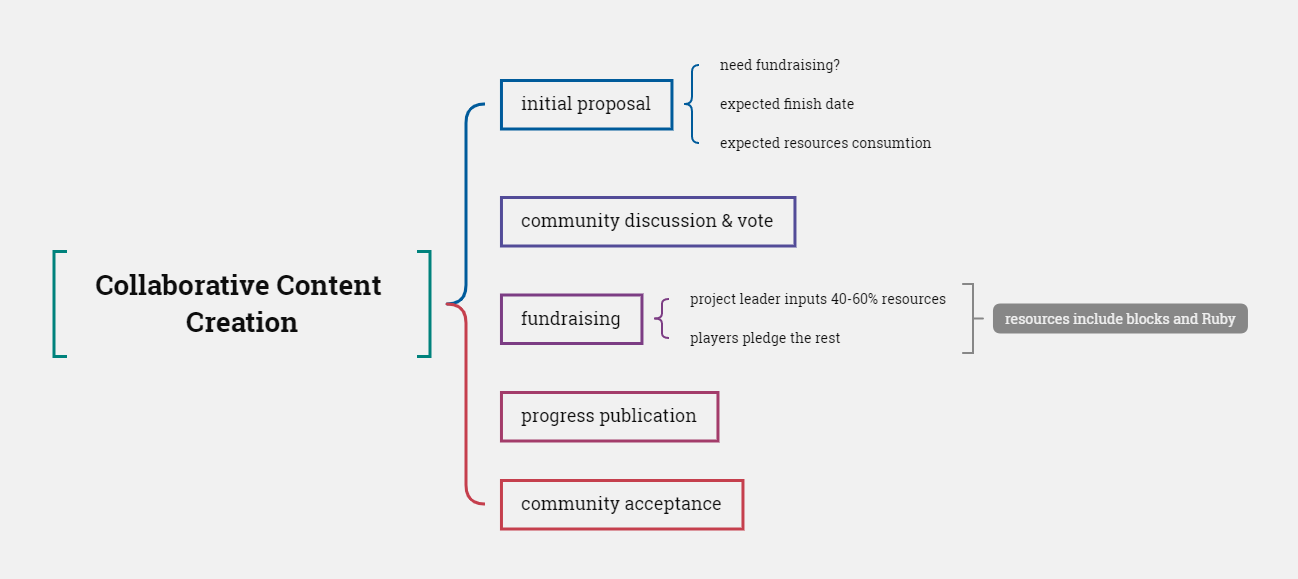 Collaborative Content
Creation
initial proposal
need fundraising?
expected finish date
expected resources consumtion
community discussion & vote
fundraising
project leader inputs 40-60% resources
players pledge the rest
resources include blocks and Ruby
progress publication
community acceptance